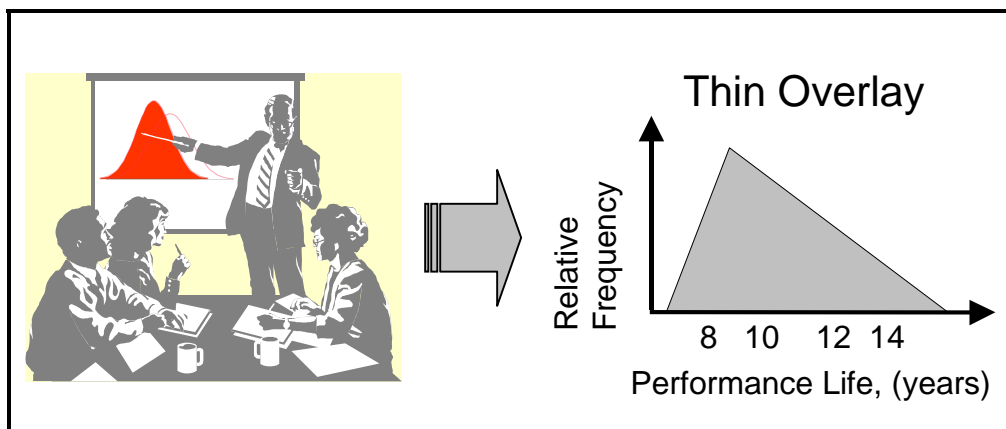 Thin Overlay
Relative
Frequency
8 10 12 14
Performance Life, (years)